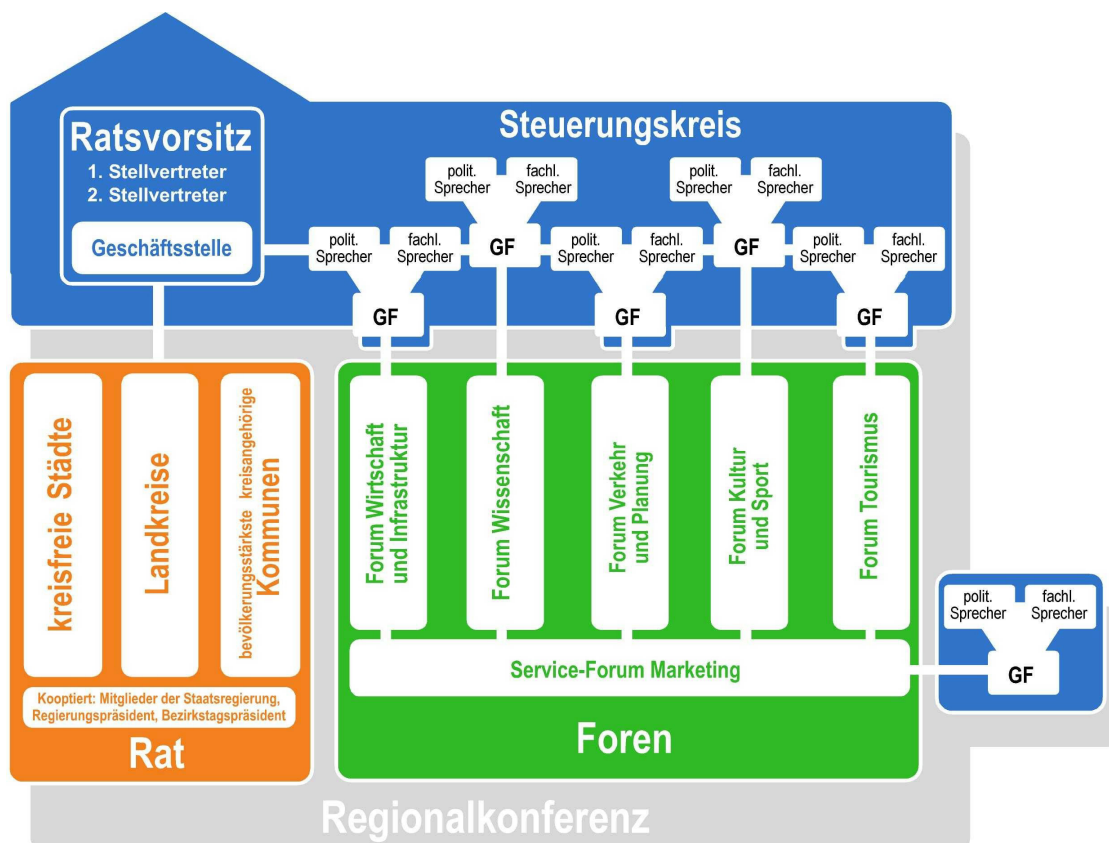 Steuerungskreis
Ratsvorsitz
1. Stellvertreter
2. Stellvertreter
Geschäftsstelle
polit.
Sprecher
fachl.
Sprecher
GF
polit.
Sprecher
fachl.
Sprecher
GF
polit.
Sprecher
fachl.
Sprecher
GF
polit.
Sprecher
fachl.
Sprecher
GF
polit.
Sprecher
fachl.
Sprecher
GF
kreisfreie Städte
Landkreise
bevölkerungsstärkste kreisangehörige
Kommunen
Kooptiert: Mitglieder der Staatsregierung,
Regierungspräsident, Bezirkstagspräsident
Rat
Forum Wirtschaft
und Infrastruktur
Forum Wissenschaft
Forum Verkehr
und Planung
Forum Kultur
und Sport
Forum Tourismus
Service-Forum Marketing
Foren
polit.
Sprecher
fachl.
Sprecher
GF
Regionalkonferenz